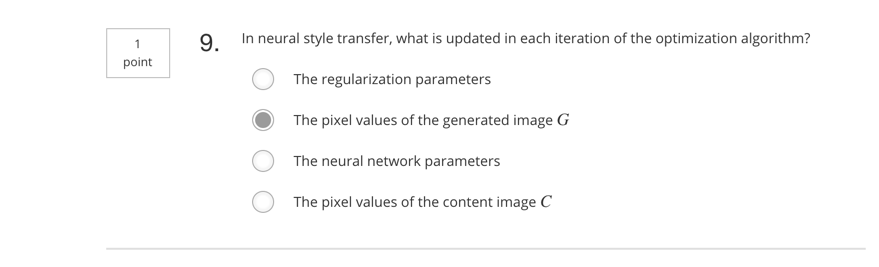 1
point
9.
In neural style transfer, what is updated in each iteration of the optimization algorithm?
The regularization parameters
The pixel values of the generated image G
The neural network parameters
The pixel values of the content image C